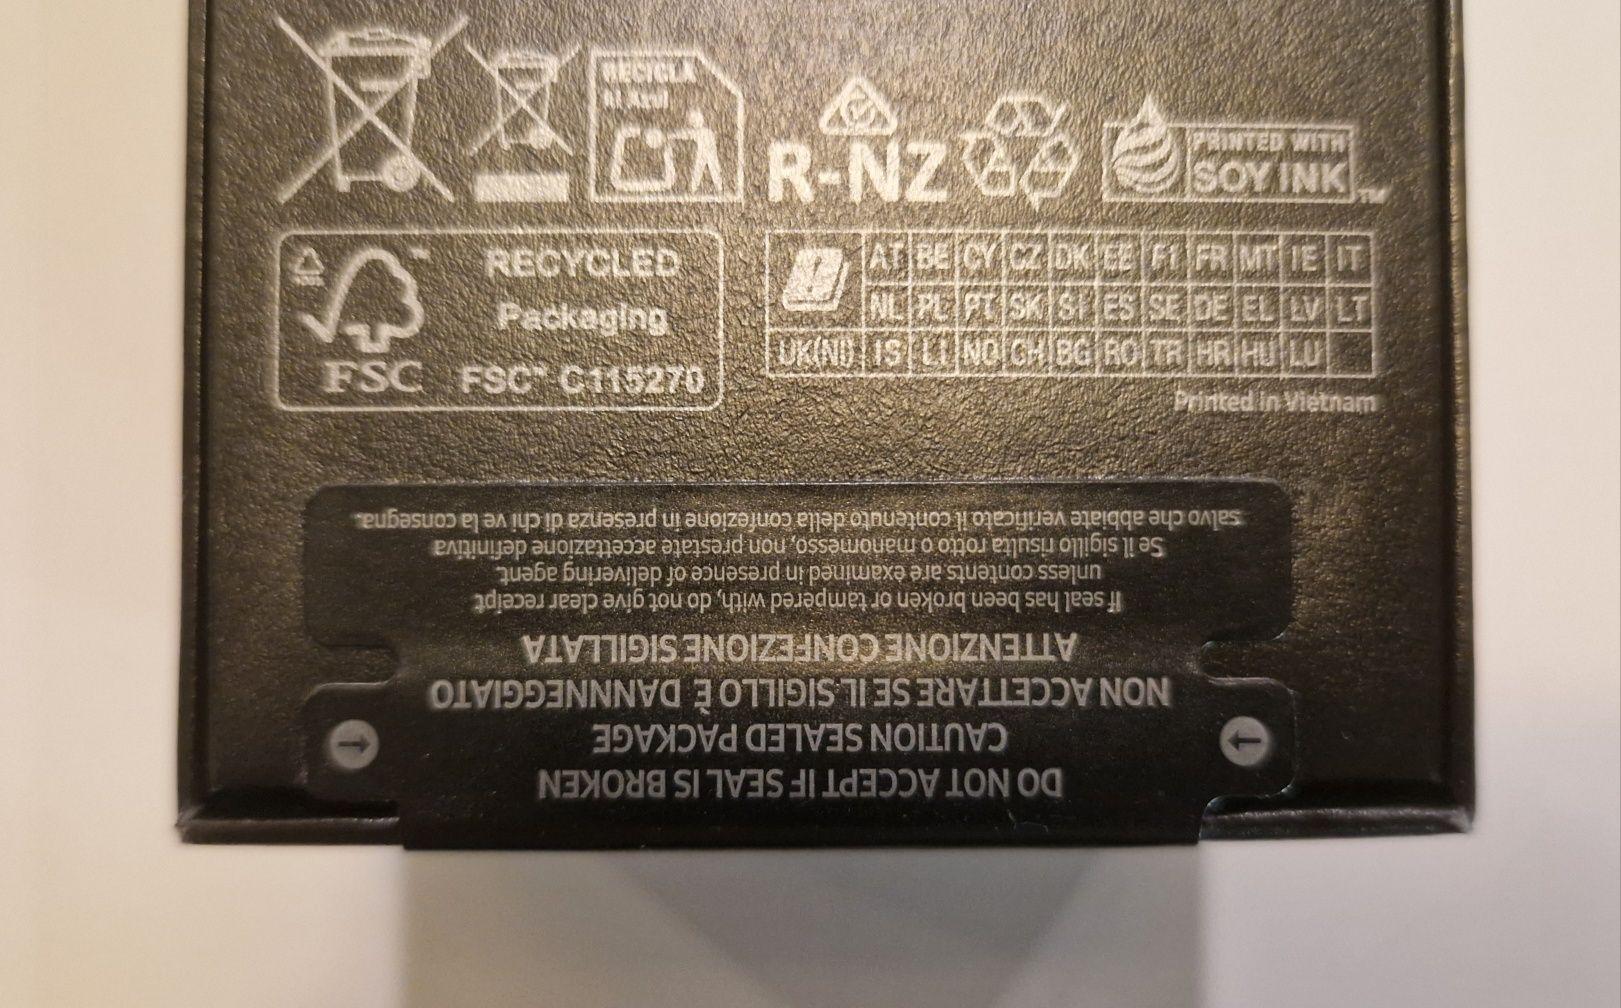 RECICLA
R-NZ
PRINTED WITH
SOY INK™
RECYCLED
Packaging
FSC™ C115270
FSC
AT BE CY CZ DK EE FI FR MT IE IT
NL PL PT SK SI ES SE DE EL LV LT
UK(NI) IS LI NO CH BG RO TR HR HU LU
Printed in Vietnam
DO NOT ACCEPT IF SEAL IS BROKEN
CAUTION SEALED PACKAGE
NON ACCETTARE SE IL SIGILLO È DANNNEGGIATO
ATTENZIONE CONFEZIONE SIGILLATA
If seal has been broken or tampered with, do not give clear receipt
unless contents are examined in presence of delivering agent.
Se il sigillo risulta rotto o manomesso, non prestate accettazione definitiva
salvo che abbiate verificato il contenuto della confezione in presenza di chi ve la consegna.